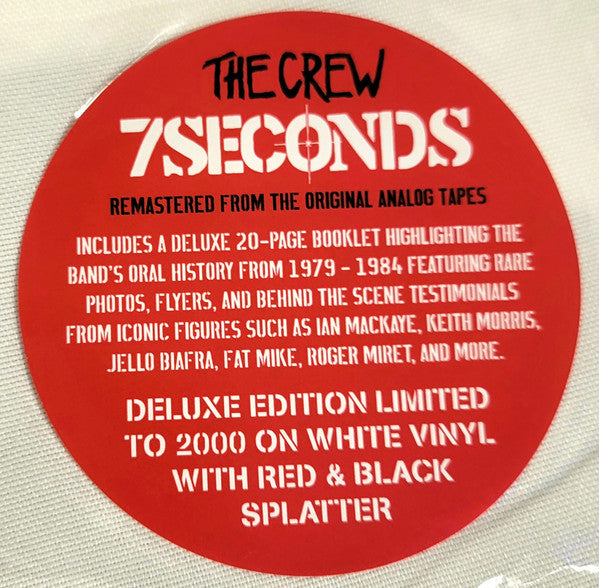 THE CREW
7SECONDS
REMASTERED FROM THE ORIGINAL ANALOG TAPES
INCLUDES A DELUXE 20-PAGE BOOKLET HIGHLIGHTING THE
BAND'S ORAL HISTORY FROM 1979 - 1984 FEATURING RARE
PHOTOS, FLYERS, AND BEHIND THE SCENE TESTIMONIALS
FROM ICONIC FIGURES SUCH AS IAN MACKAYE, KEITH MORRIS,
JELLO BIAFRA, FAT MIKE, ROGER MIRET, AND MORE.
DELUXE EDITION LIMITED
TO 2000 ON WHITE VINYL
WITH RED & BLACK
SPLATTER